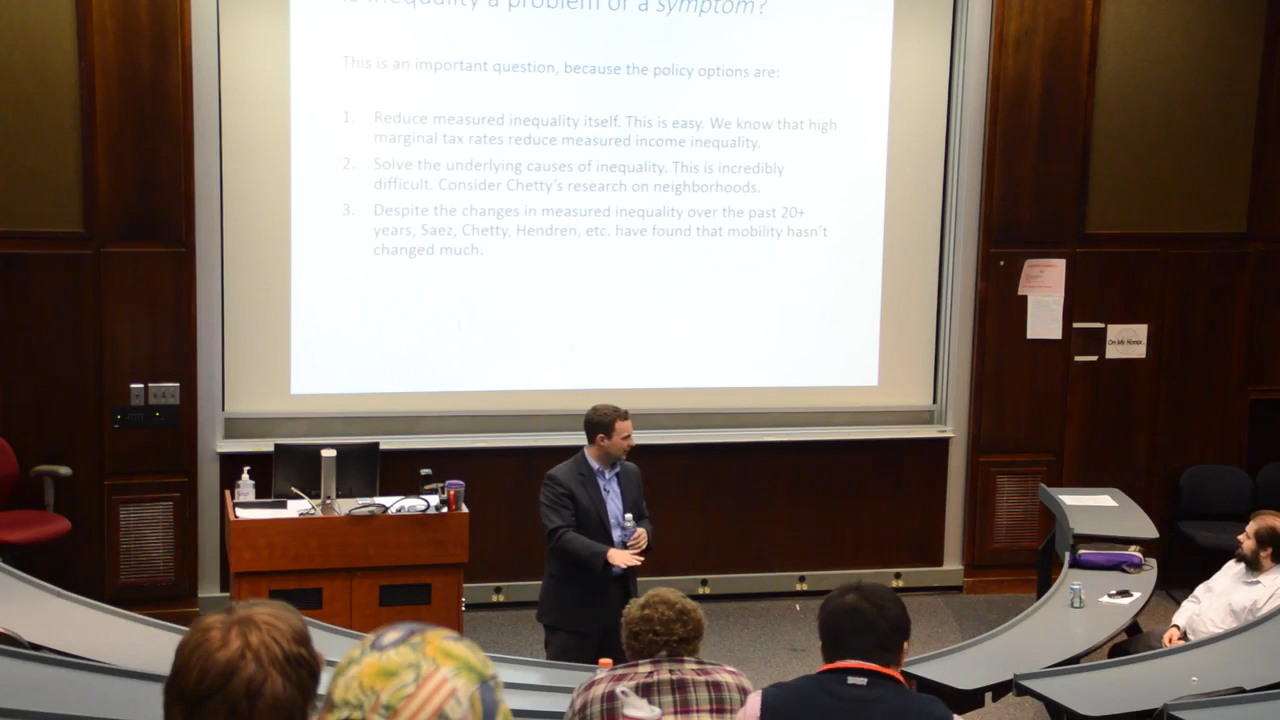 is inequality a problem or a symptom?
This is an important question, because the policy options are:
1. Reduce measured inequality itself. This is easy. We know that high
marginal tax rates reduce measured income inequality.
2. Solve the underlying causes of inequality. This is incredibly
difficult. Consider Chetty's research on neighborhoods.
3. Despite the changes in measured inequality over the past 20+
years, Saez, Chetty, Hendren, etc. have found that mobility hasn't
changed much.
On My Honor